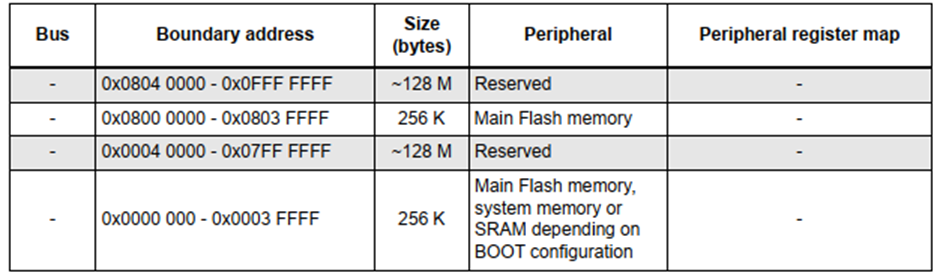 Bus Boundary address Size (bytes) Peripheral Peripheral register map
- 0x0804 0000 - 0x0FFF FFFF ~128 M Reserved -
- 0x0800 0000 - 0x0803 FFFF 256 K Main Flash memory -
- 0x0004 0000 - 0x07FF FFFF ~128 M Reserved -
- 0x0000 000 - 0x0003 FFFF 256 K Main Flash memory,
system memory or
SRAM depending on
BOOT configuration -